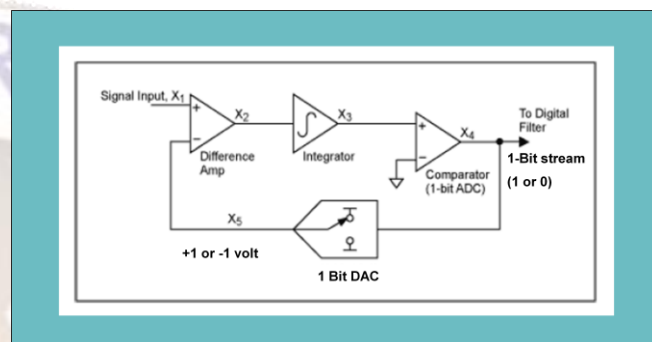 Signal Input, X1
X2
X3
X4
To Digital
Filter
1-Bit stream
(1 or 0)
Difference
Amp
Integrator
Comparator
(1-bit ADC)
X5
+1 or -1 volt
1 Bit DAC